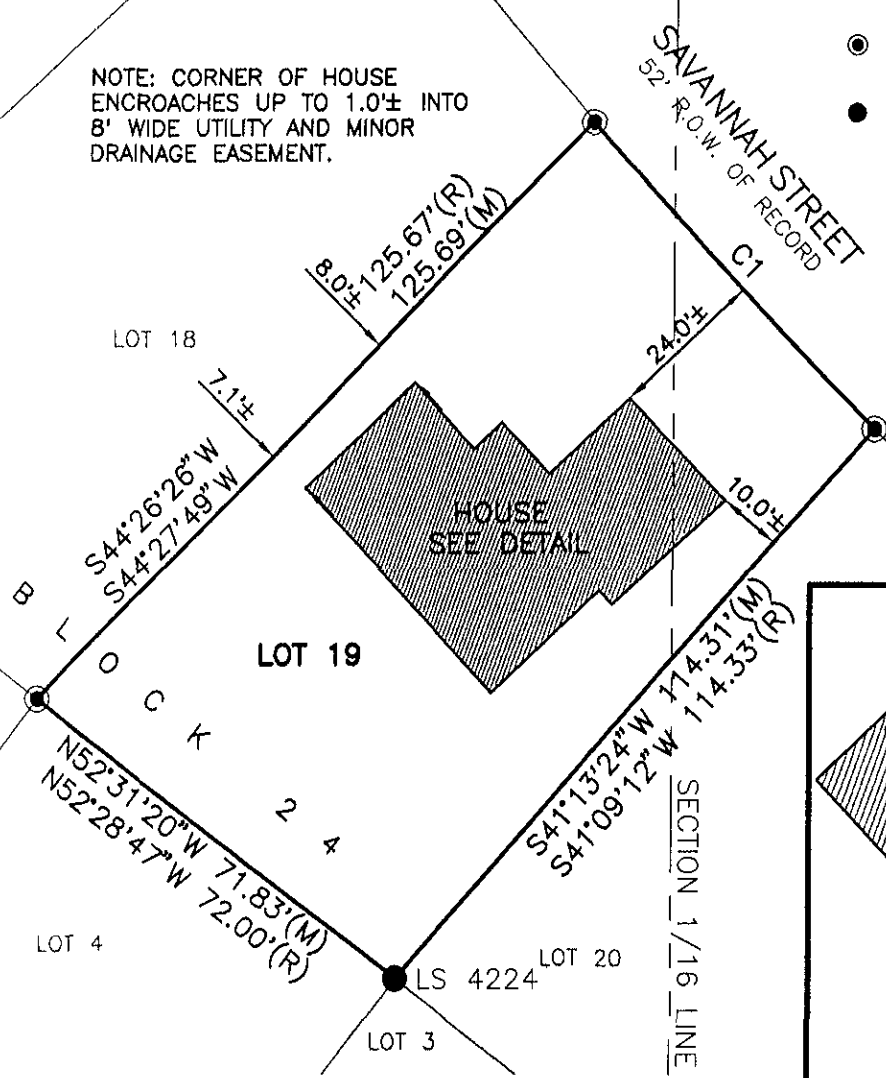 NOTE: CORNER OF HOUSE
ENCROACHES UP TO 1.0'± INTO
8' WIDE UTILITY AND MINOR
DRAINAGE EASEMENT.
SAVANNAH STREET
52' R.O.W. OF RECORD
C1
125.67'(R)
125.69'(M)
8.0'±
24.0'±
LOT 18
7.1'±
S44°26'26"W
S44°27'49"W
HOUSE
SEE DETAIL
10.0'±
BLOCK 24
LOT 19
S41°13'24"W 114.31'(M)
S41°09'12"W 114.33'(R)
N52°31'20"W 71.83'(M)
N52°28'47"W 72.00'(R)
SECTION 1/16 LINE
LOT 4
LS 4224
LOT 20
LOT 3